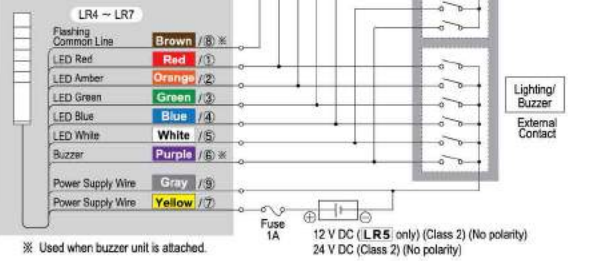 LR4 ~ LR7
Flashing
Common Line Brown /⑧ ※
LED Red Red /①
LED Amber Orange /②
LED Green Green /③
LED Blue Blue /④
LED White White /⑤
Buzzer Purple /⑥ ※
Power Supply Wire Gray /⑨
Power Supply Wire Yellow /⑦
Lighting/
Buzzer
External
Contact
Fuse
1A
⊕ ⊖
12 V DC ( LR5 only) (Class 2) (No polarity)
24 V DC (Class 2) (No polarity)
※ Used when buzzer unit is attached.